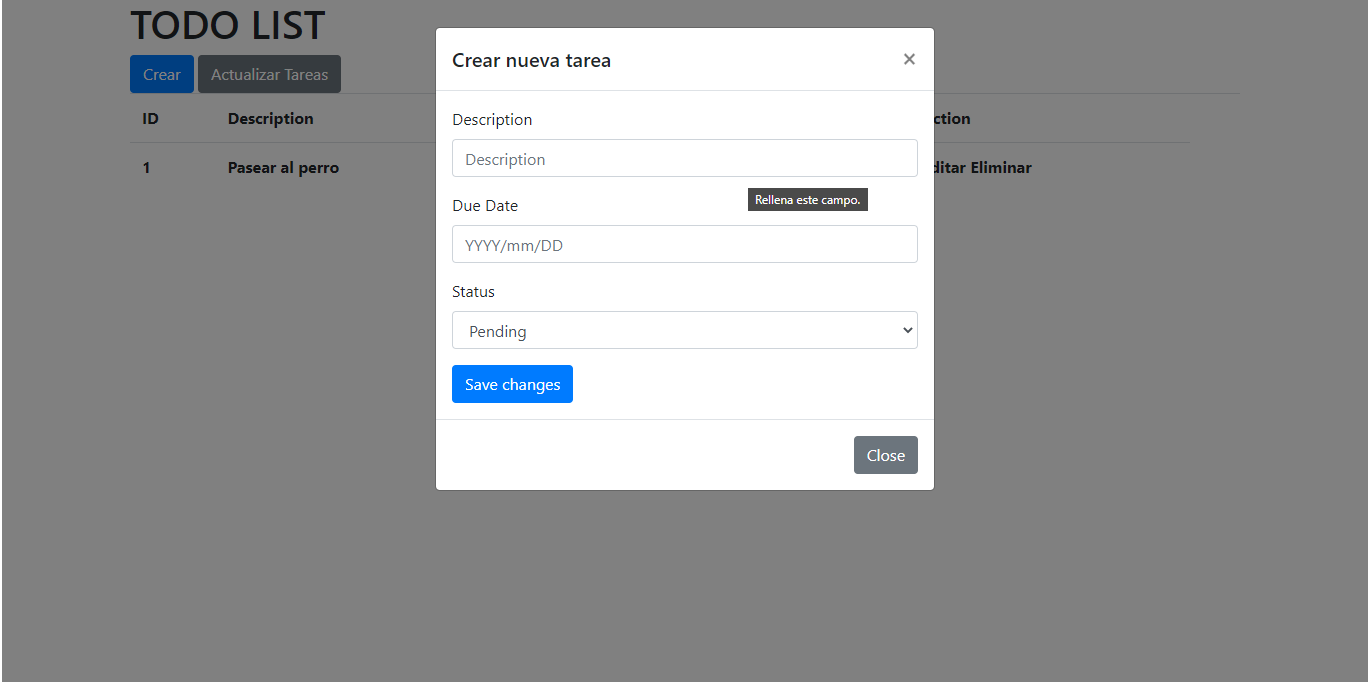 TODO LIST
Crear Actualizar Tareas
ID Description ction
1 Pasear al perro ditar Eliminar
Crear nueva tarea ×
Description
Description
Rellena este campo.
Due Date
YYYY/mm/DD
Status
Pending
Save changes
Close